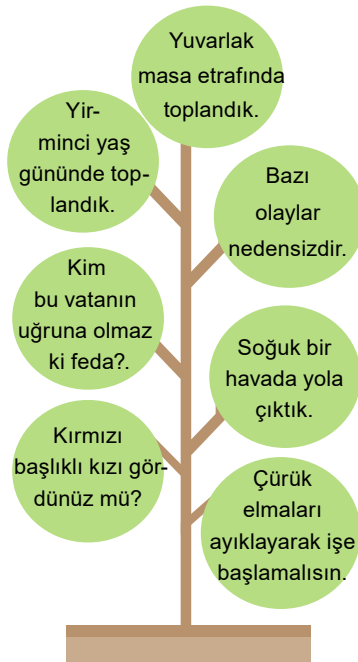 Yuvarlak
masa etrafında
toplandık.
Yir-
minci yaş
gününde top-
landık.
Bazı
olaylar
nedensizdir.
Kim
bu vatanın
uğruna olmaz
ki feda?.
Soğuk bir
havada yola
çıktık.
Kırmızı
başlıklı kızı gör-
dünüz mü?
Çürük
elmaları
ayıklayarak işe
başlamalısın.